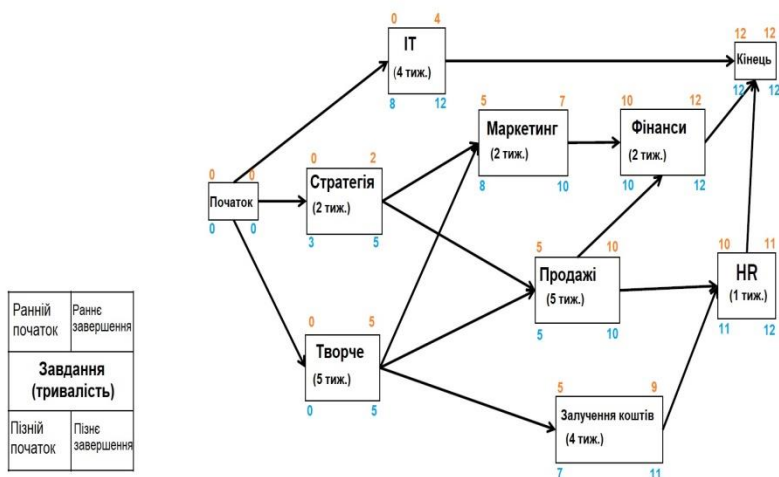 0 4
IT
(4 тиж.)
8 12
12 12
Кінець
12 12
5 7
Маркетинг
(2 тиж.)
8 10
10 12
Фінанси
(2 тиж.)
10 12
0 0
Початок
0 0
0 2
Стратегія
(2 тиж.)
3 5
5 10
Продажі
(5 тиж.)
5 10
10 11
HR
(1 тиж.)
11 12
0 5
Творче
(5 тиж.)
0 5
5 9
Залучення коштів
(4 тиж.)
7 11
Ранній Раннє
початок завершення
Завдання
(тривалість)
Пізній Пізнє
початок завершення